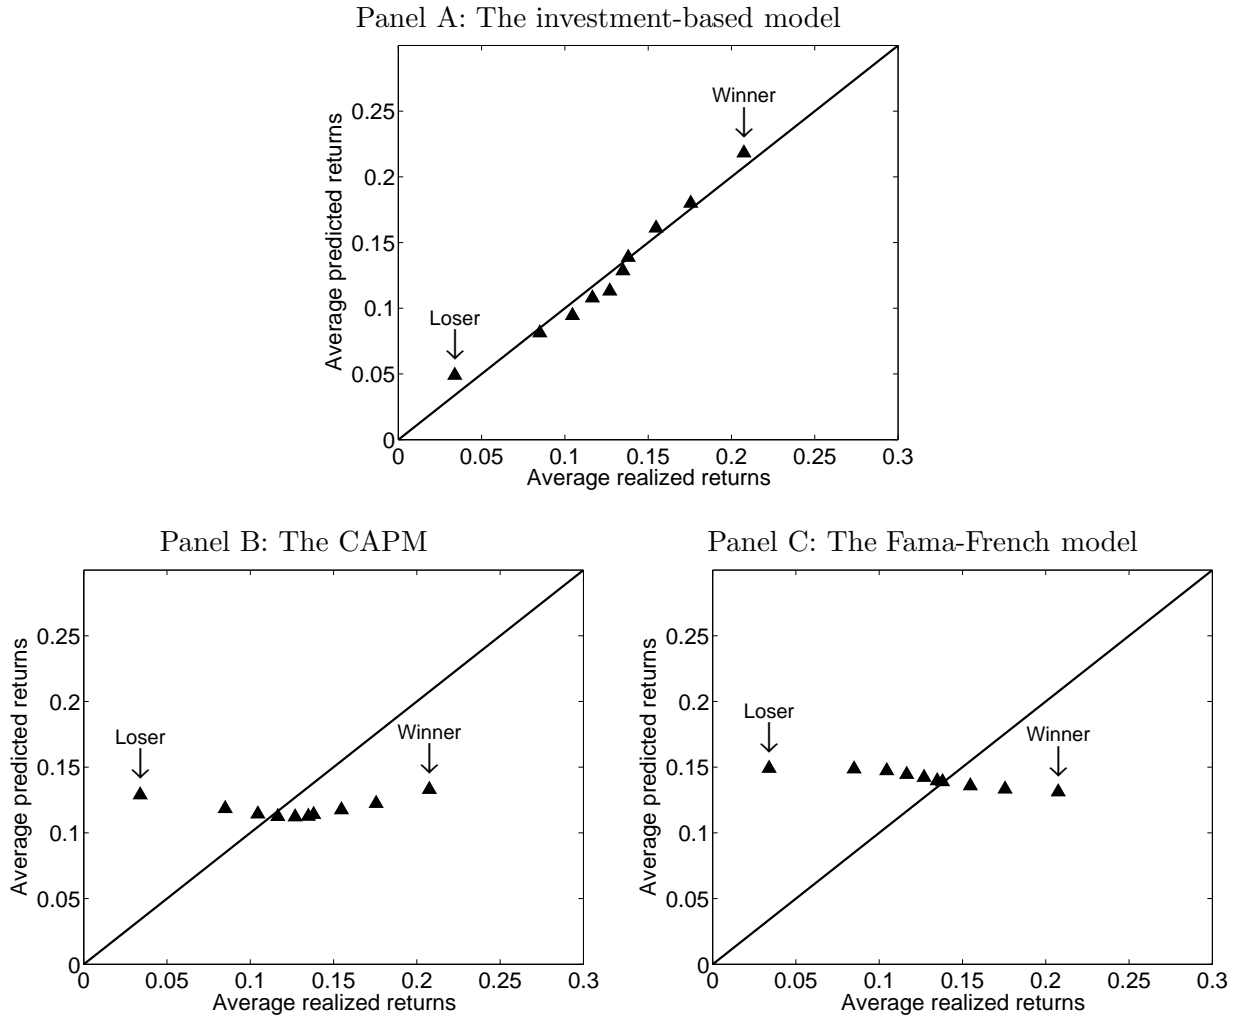 Panel A: The investment-based model
Average predicted returns
0.25
0.2
0.15
0.1
0.05
0
Winner
Loser
0 0.05 0.1 0.15 0.2 0.25 0.3
Average realized returns
Panel B: The CAPM
Average predicted returns
0.25
0.2
0.15
0.1
0.05
0
Loser
Winner
0 0.05 0.1 0.15 0.2 0.25 0.3
Average realized returns
Panel C: The Fama-French model
Average predicted returns
0.25
0.2
0.15
0.1
0.05
0
Loser
Winner
0 0.05 0.1 0.15 0.2 0.25 0.3
Average realized returns